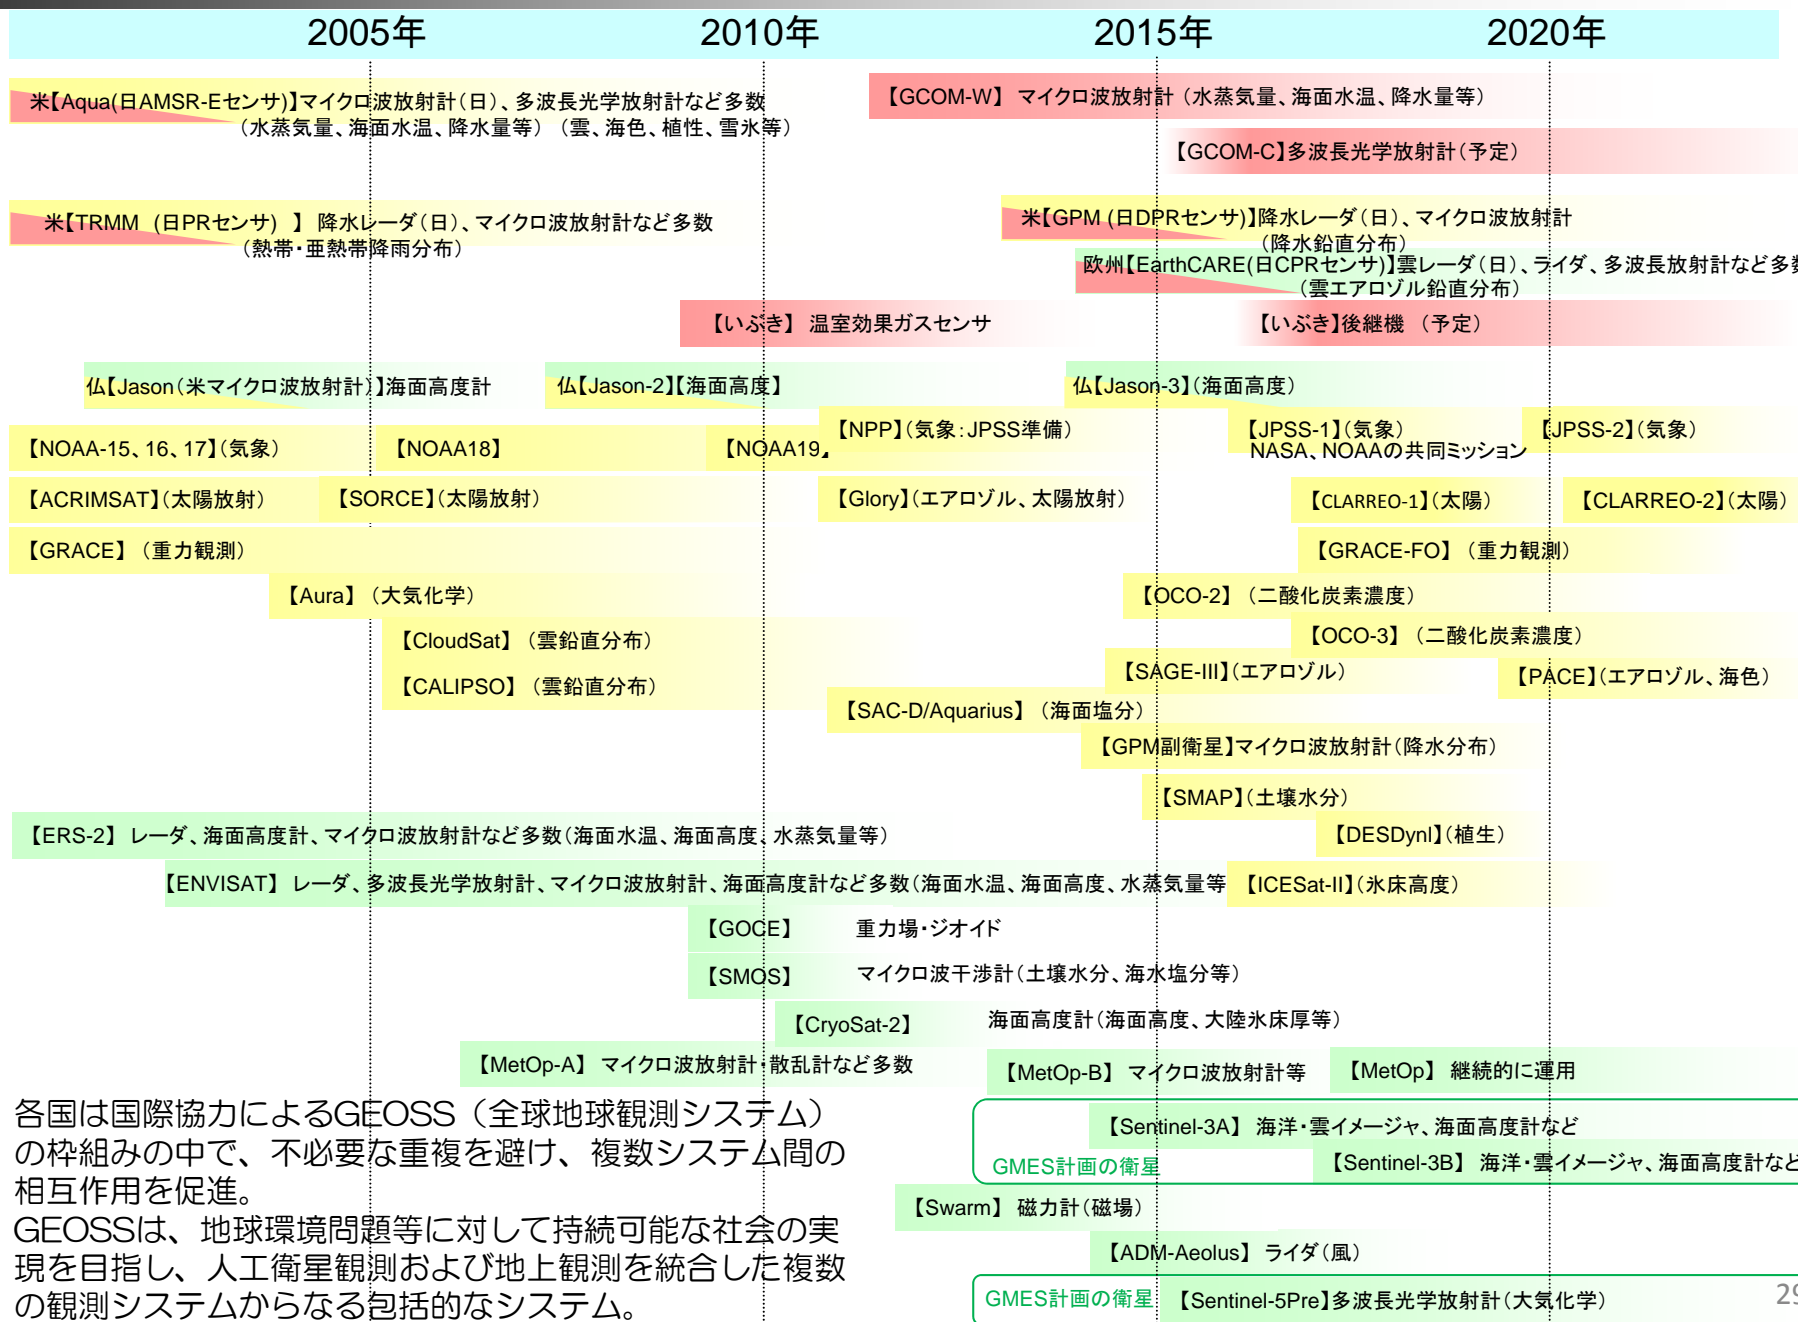 2005年 2010年 2015年 2020年
米【Aqua(日AMSR-Eセンサ)】マイクロ波放射計(日)、多波長光学放射計など多数
(水蒸気量、海面水温、降水量等) (雲、海色、植性、雪氷等)
【GCOM-W】 マイクロ波放射計 (水蒸気量、海面水温、降水量等)
【GCOM-C】多波長光学放射計(予定)
米【TRMM (日PRセンサ) 】 降水レーダ(日)、マイクロ波放射計など多数
(熱帯・亜熱帯降雨分布)
米【GPM (日DPRセンサ)】降水レーダ(日)、マイクロ波放射計
(降水鉛直分布)
欧州【EarthCARE(日CPRセンサ)】雲レーダ(日)、ライダ、多波長放射計など多数
(雲エアロゾル鉛直分布)
【いぶき】 温室効果ガスセンサ
【いぶき】後継機 (予定)
仏【Jason(米マイクロ波放射計)】海面高度計
仏【Jason-2】【海面高度】
仏【Jason-3】(海面高度)
【NOAA-15、16、17】(気象)
【NOAA18】
【NOAA19】
【NPP】(気象:JPSS準備)
【JPSS-1】(気象)
NASA、NOAAの共同ミッション
【JPSS-2】(気象)
【ACRIMSAT】(太陽放射)
【SORCE】(太陽放射)
【Glory】(エアロゾル、太陽放射)
【CLARREO-1】(太陽)
【CLARREO-2】(太陽)
【GRACE】 (重力観測)
【GRACE-FO】 (重力観測)
【Aura】 (大気化学)
【OCO-2】 (二酸化炭素濃度)
【CloudSat】 (雲鉛直分布)
【OCO-3】 (二酸化炭素濃度)
【CALIPSO】 (雲鉛直分布)
【SAGE-III】(エアロゾル)
【PACE】(エアロゾル、海色)
【SAC-D/Aquarius】 (海面塩分)
【GPM副衛星】マイクロ波放射計(降水分布)
【SMAP】(土壌水分)
【ERS-2】 レーダ、海面高度計、マイクロ波放射計など多数(海面水温、海面高度、水蒸気量等)
【DESDynI】(植生)
【ENVISAT】 レーダ、多波長光学放射計、マイクロ波放射計、海面高度計など多数(海面水温、海面高度、水蒸気量等
【ICESat-II】(氷床高度)
【GOCE】 重力場・ジオイド
【SMOS】 マイクロ波干渉計(土壌水分、海水塩分等)
【CryoSat-2】 海面高度計(海面高度、大陸氷床厚等)
【MetOp-A】 マイクロ波放射計・散乱計など多数
【MetOp-B】 マイクロ波放射計等
【MetOp】 継続的に運用
【Sentinel-3A】 海洋・雲イメージャ、海面高度計など
GMES計画の衛星
【Sentinel-3B】 海洋・雲イメージャ、海面高度計など
【Swarm】 磁力計(磁場)
【ADM-Aeolus】 ライダ(風)
GMES計画の衛星
【Sentinel-5Pre】多波長光学放射計(大気化学)
各国は国際協力によるGEOSS(全球地球観測システム)
の枠組みの中で、不必要な重複を避け、複数システム間の
相互作用を促進。
GEOSSは、地球環境問題等に対して持続可能な社会の実
現を目指し、人工衛星観測および地上観測を統合した複数
の観測システムからなる包括的なシステム。
29